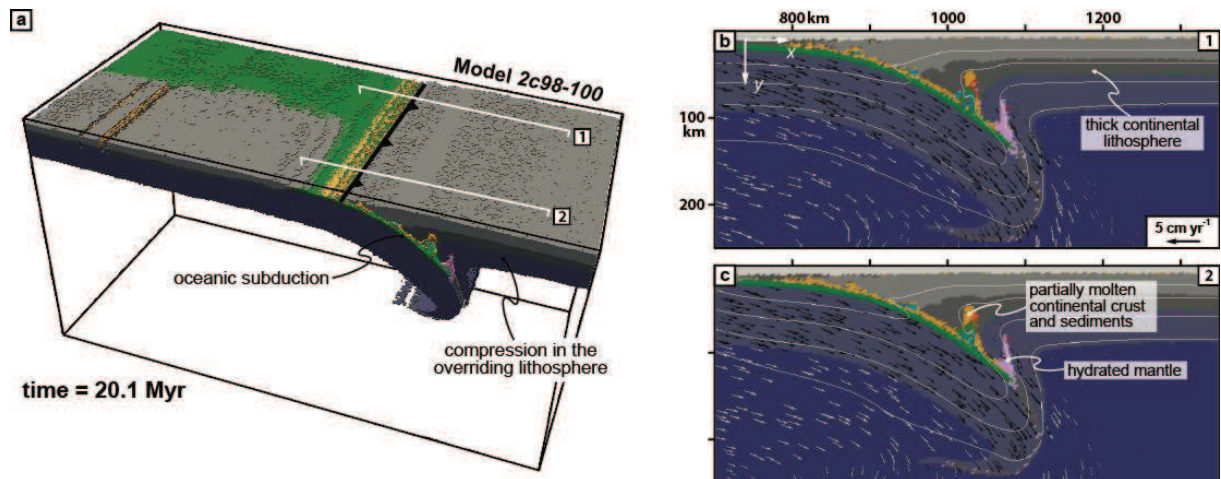 a
Model 2c98-100
1
2
oceanic subduction
compression in the
overriding lithosphere
time = 20.1 Myr
800 km
1000
1200
b
x
y
1
100
km
200
thick continental
lithosphere
5 cm yr-1
c
2
partially molten
continental crust
and sediments
hydrated mantle